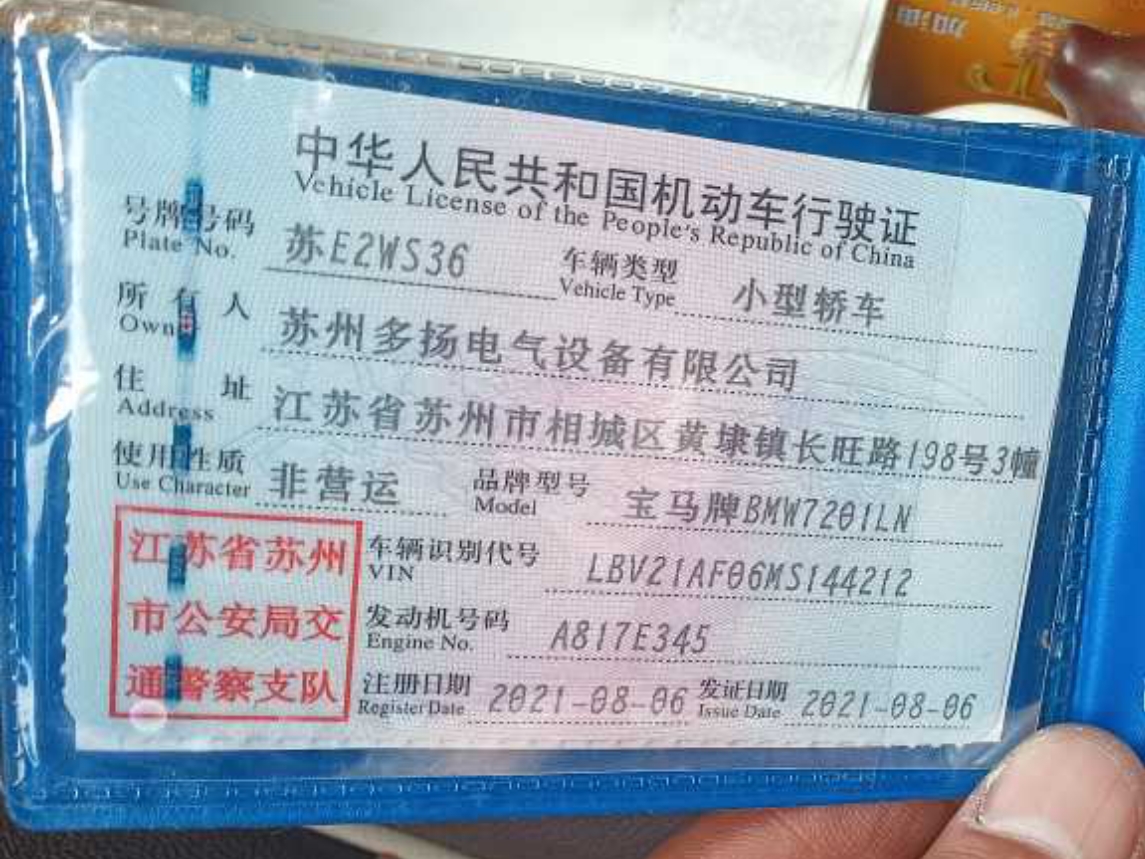 加油
中华人民共和国机动车行驶证
Vehicle License of the People's Republic of China
号牌号码 苏E2WS36 车辆类型 小型轿车
Plate No. Vehicle Type
所有人 苏州多扬电气设备有限公司
Owner
住址 江苏省苏州市相城区黄埭镇长旺路198号3幢
Address
使用性质 非营运 品牌型号 宝马牌BMW7201LN
Use Character Model
江苏省苏州
市公安局交
通警察支队
车辆识别代号 LBV21AF06MS144212
VIN
发动机号码 A817E345
Engine No.
注册日期 2021-08-06 发证日期 2021-08-06
Register Date Issue Date